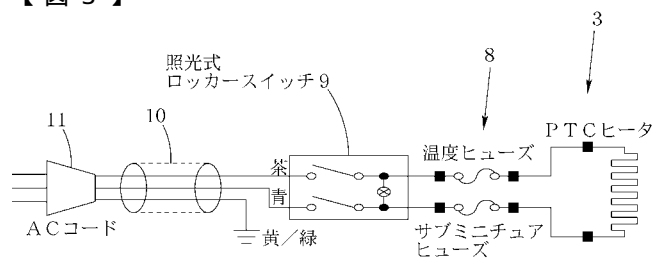 【図５】
3
照光式
ロッカースイッチ9
8
11
10
PTCヒータ
温度ヒューズ
茶
青
ACコード
黄／緑
サブミニチュア
ヒューズ